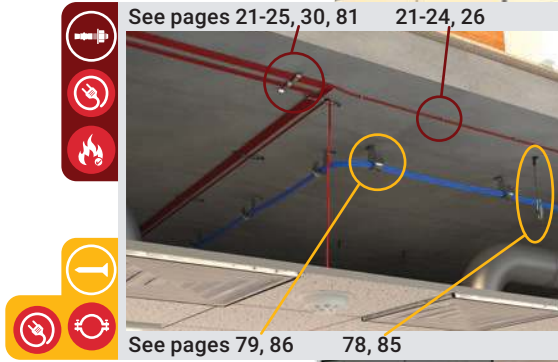 See pages 21-25, 30, 81 21-24, 26
See pages 79, 86 78, 85